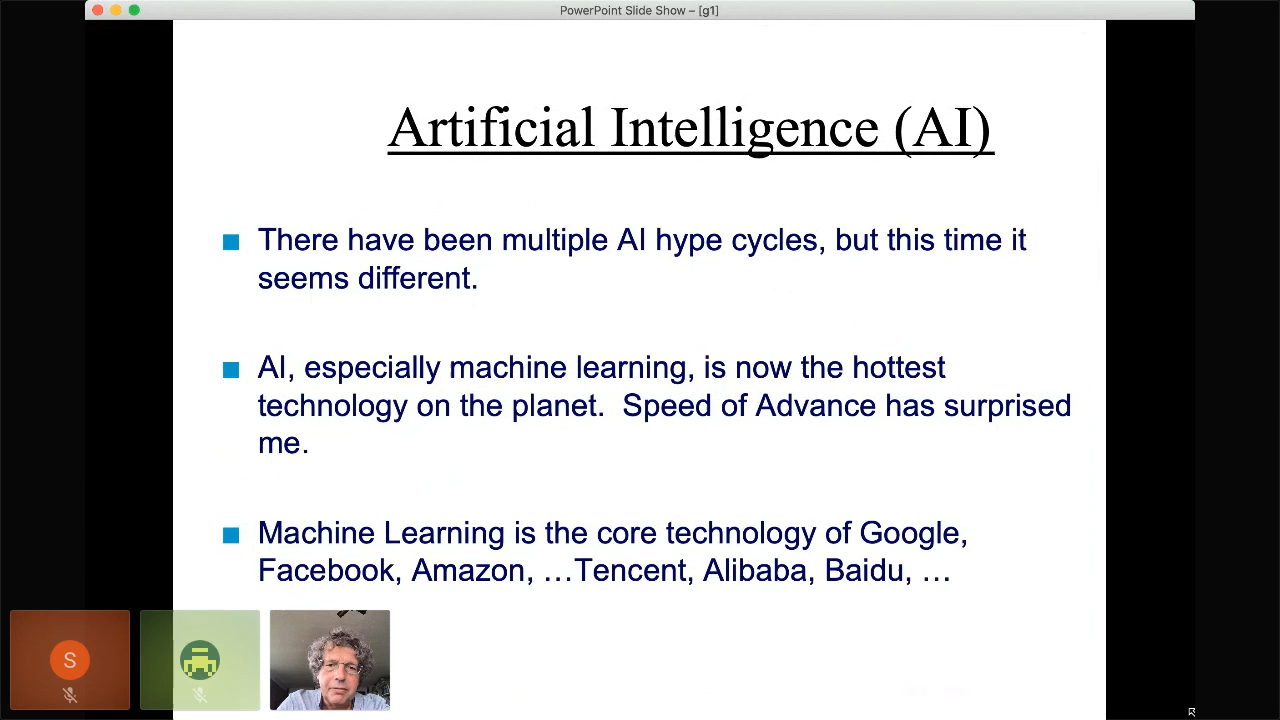 PowerPoint Slide Show – [g1]
Artificial Intelligence (AI)
There have been multiple AI hype cycles, but this time it
seems different.
AI, especially machine learning, is now the hottest
technology on the planet.  Speed of Advance has surprised
me.
Machine Learning is the core technology of Google,
Facebook, Amazon, …Tencent, Alibaba, Baidu, …
S